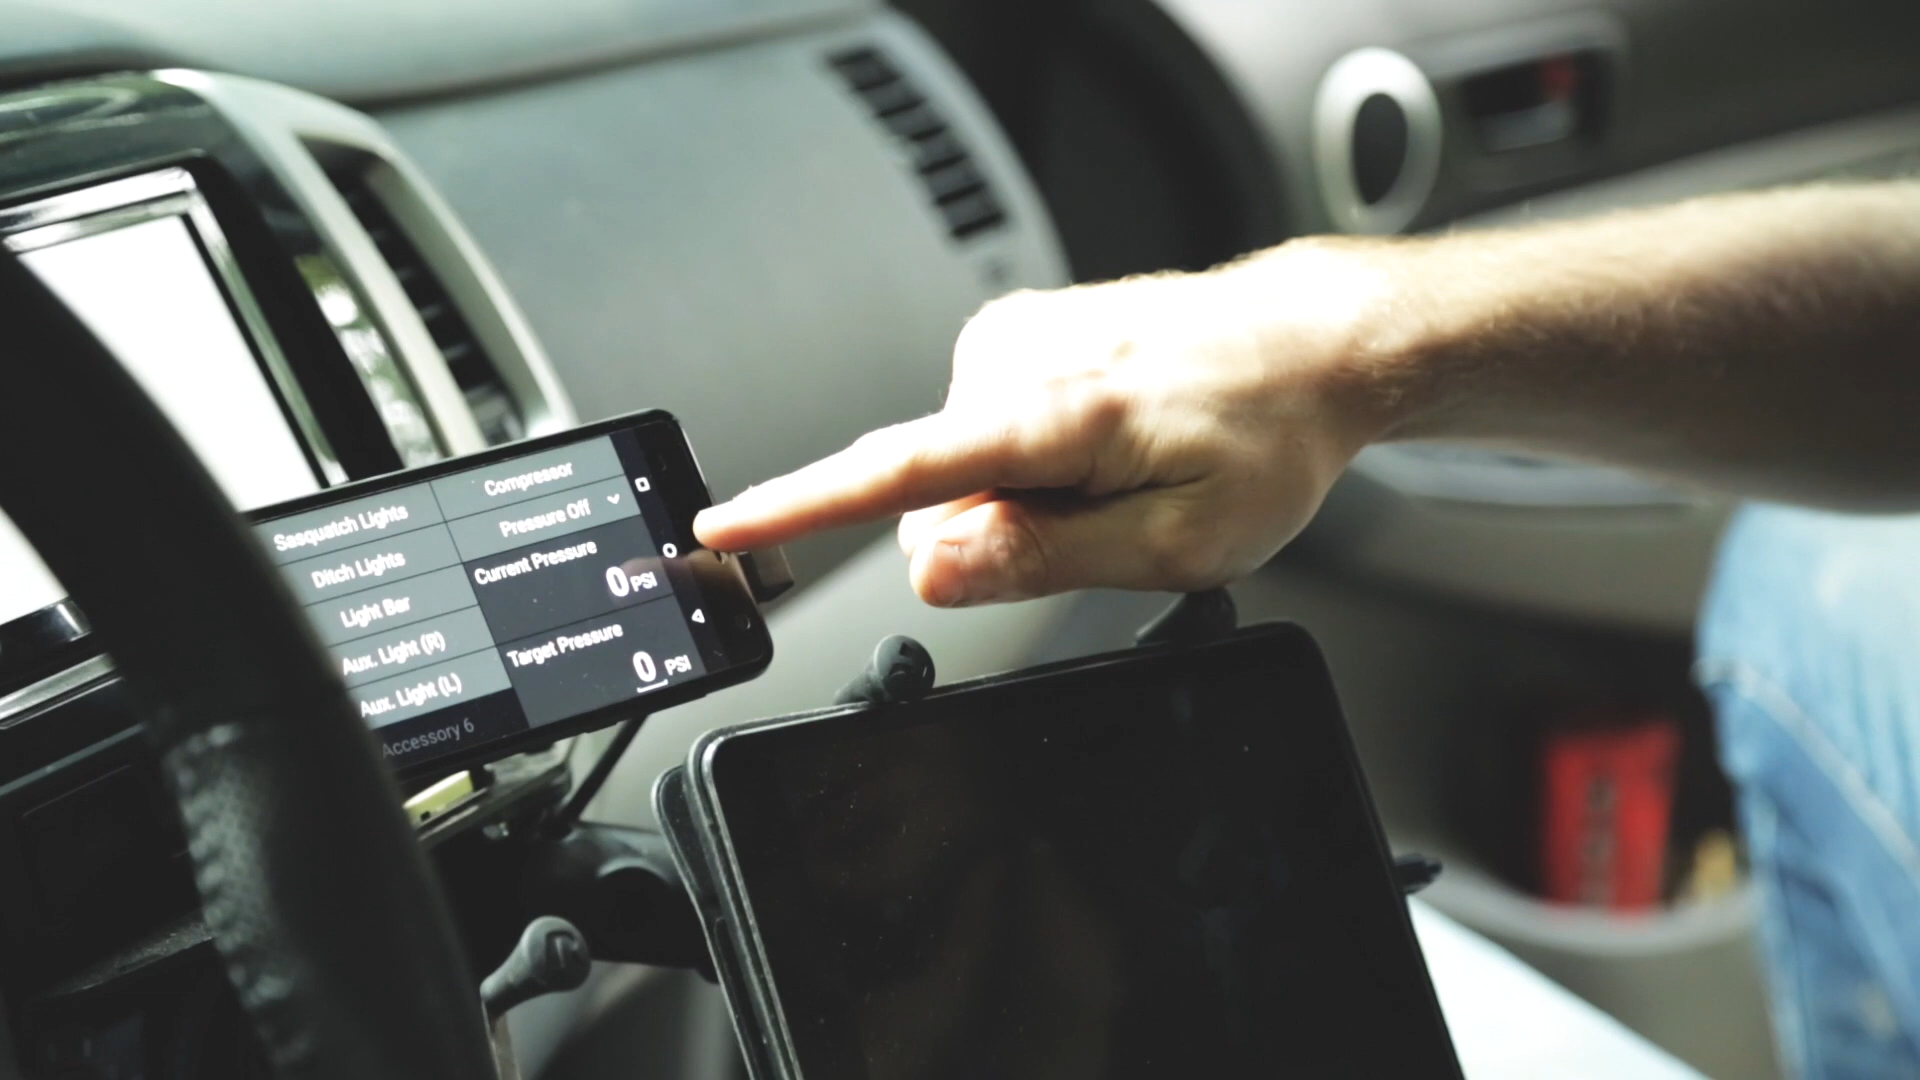 Sasquatch Lights
Ditch Lights
Light Bar
Aux. Light (R)
Aux. Light (L)
Accessory 6
Compressor
Pressure Off
Current Pressure
0 PSI
Target Pressure
0 PSI